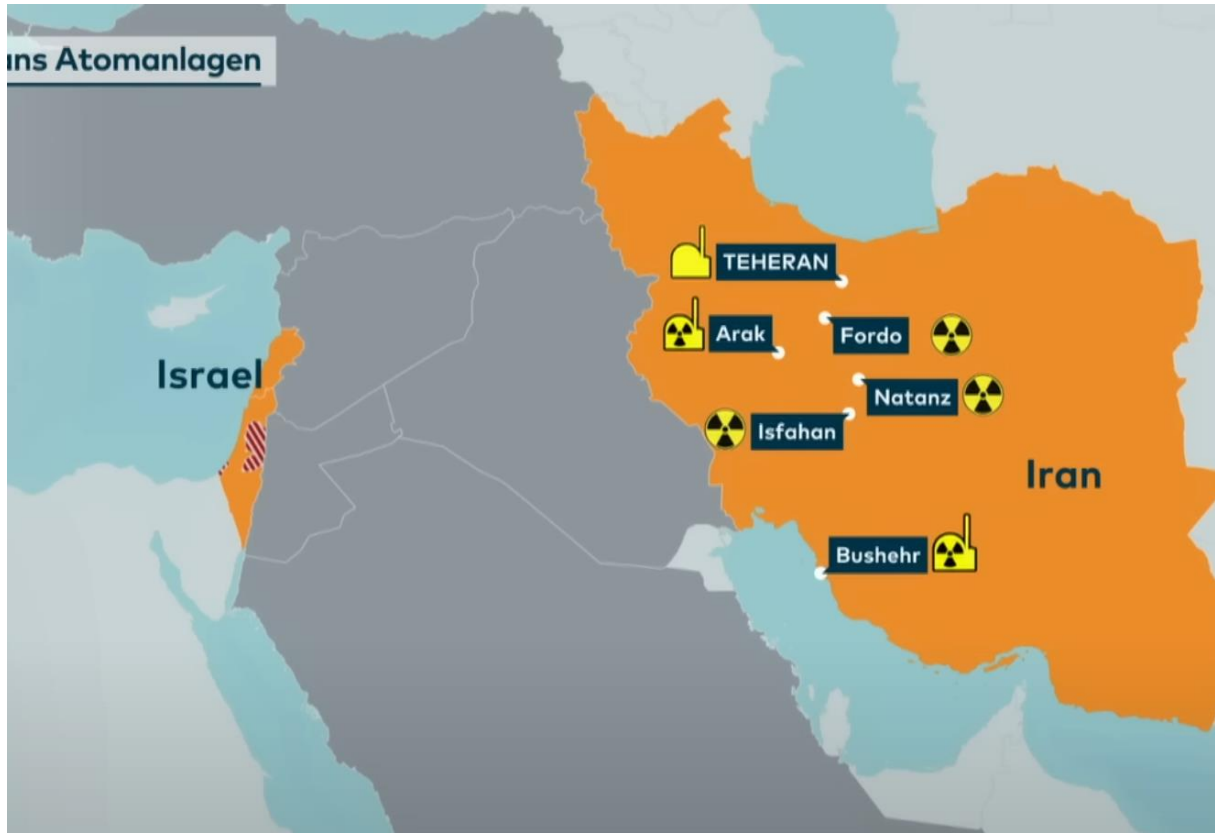 ans Atomanlagen
TEHERAN
Arak
Fordo
Israel
Natanz
Isfahan
Iran
Bushehr